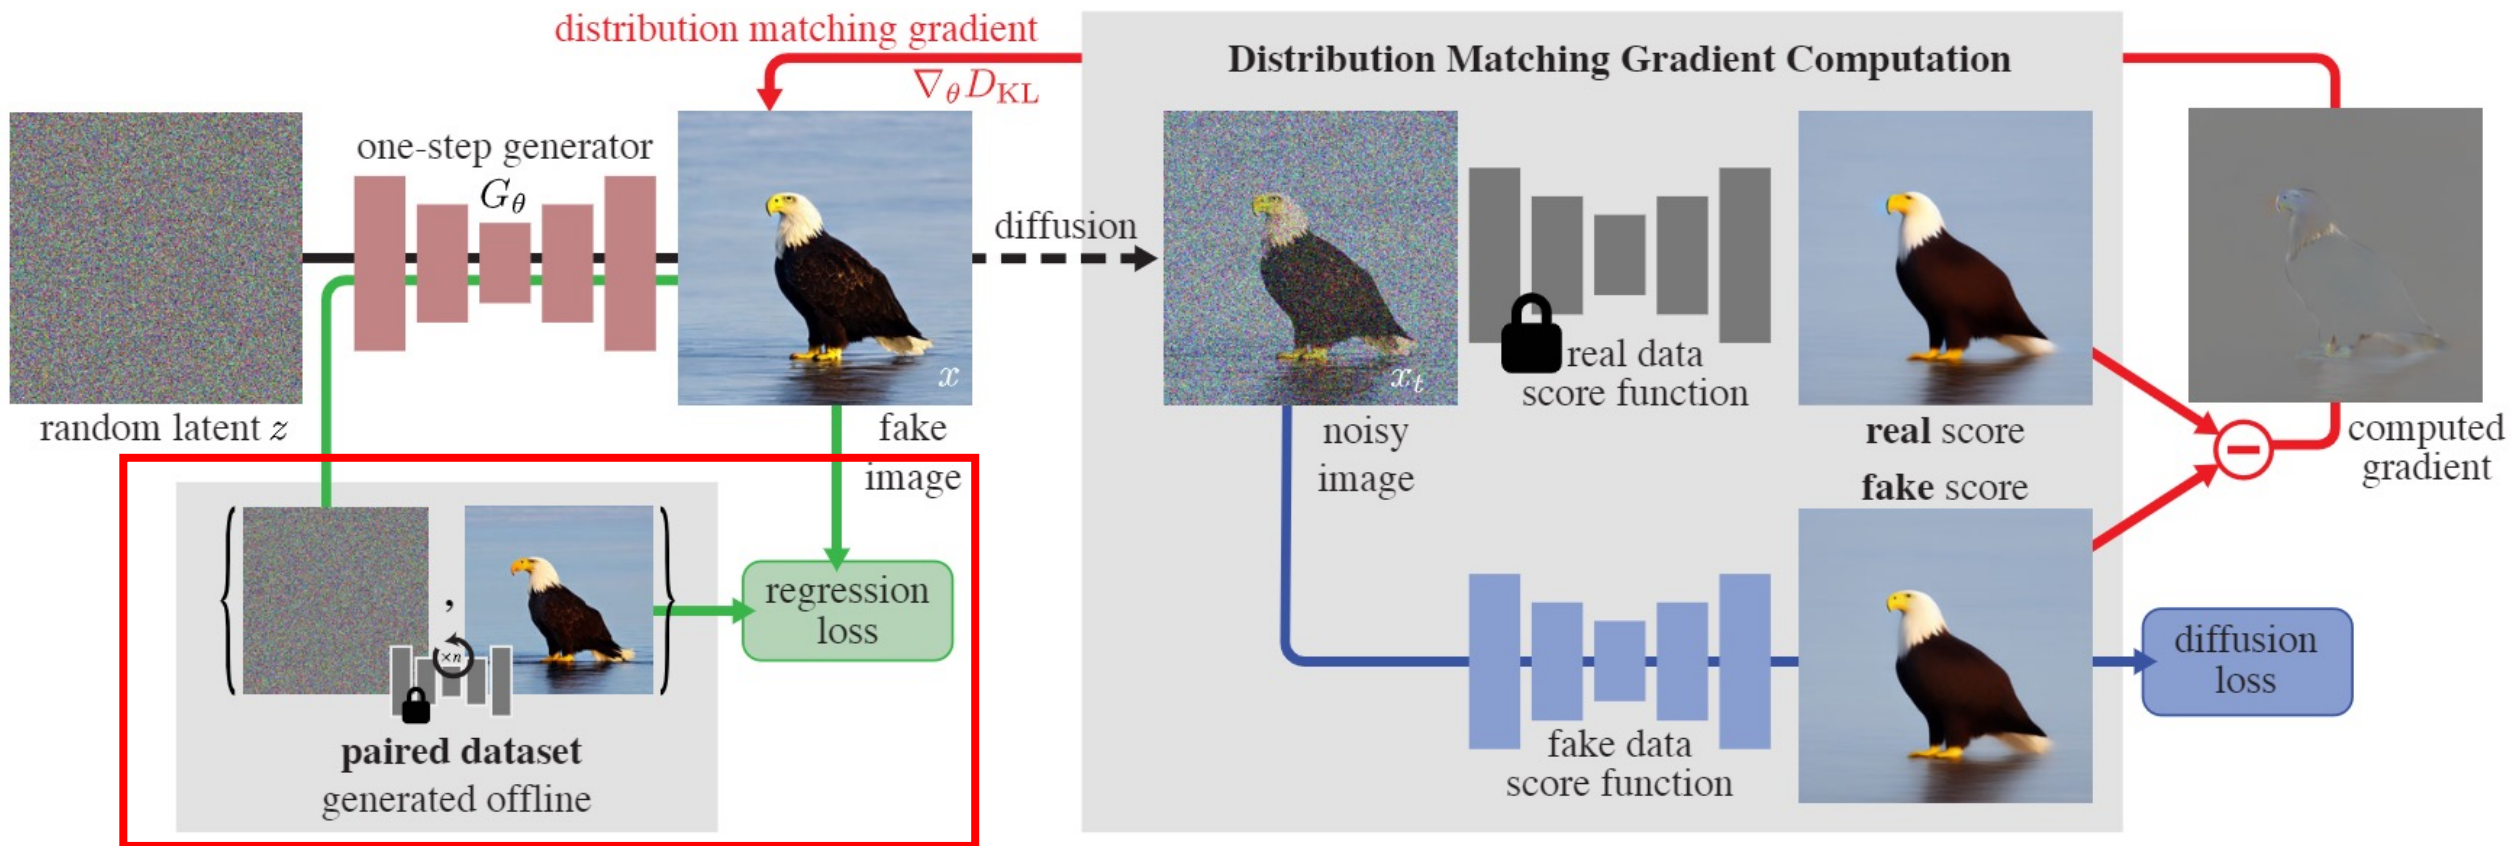 distribution matching gradient
∇θ DKL
Distribution Matching Gradient Computation
one-step generator
Gθ
diffusion
x
xt
real data
score function
random latent z
fake
image
noisy
image
real score
fake score
computed
gradient
,
×n
regression
loss
paired dataset
generated offline
fake data
score function
diffusion
loss